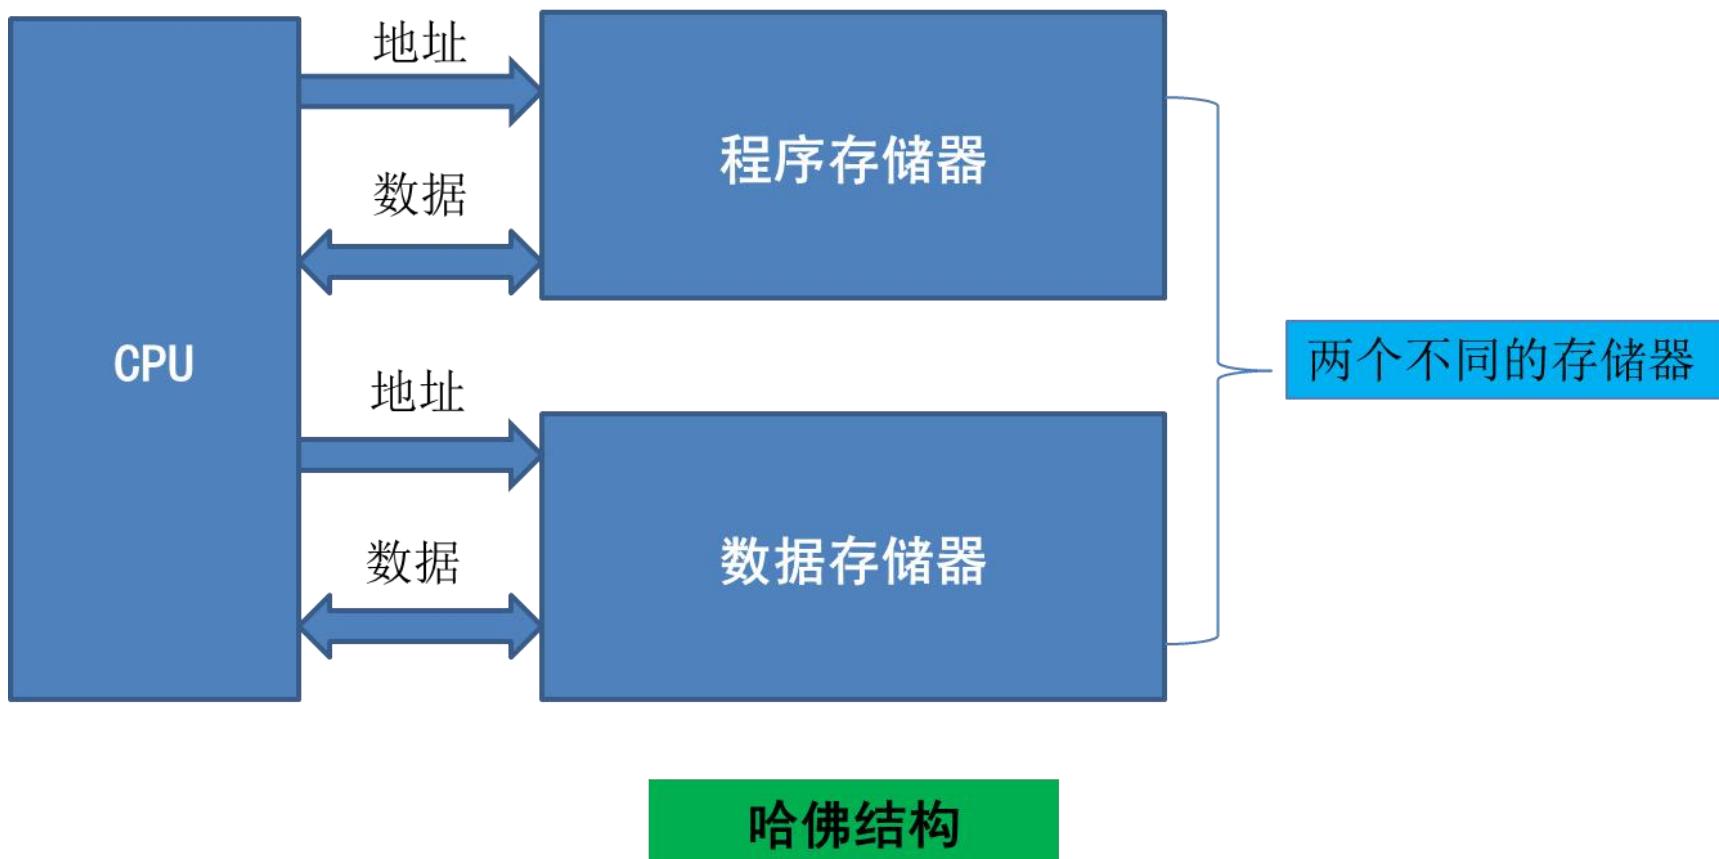 地址
程序存储器
数据
CPU
两个不同的存储器
地址
数据
数据存储器
哈佛结构